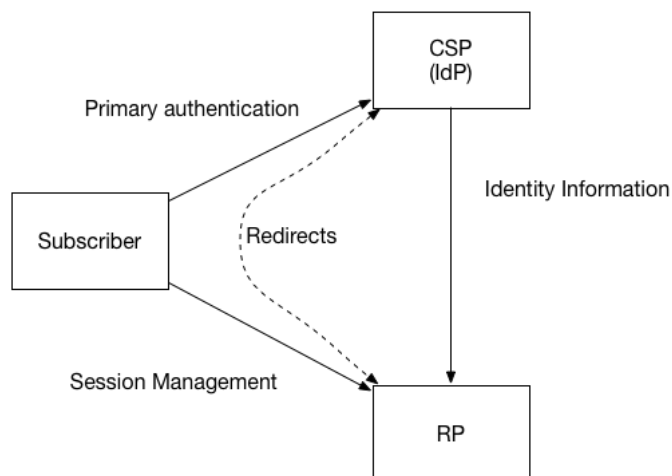 CSP
(IdP)
Primary authentication
Identity Information
Subscriber
Redirects
Session Management
RP